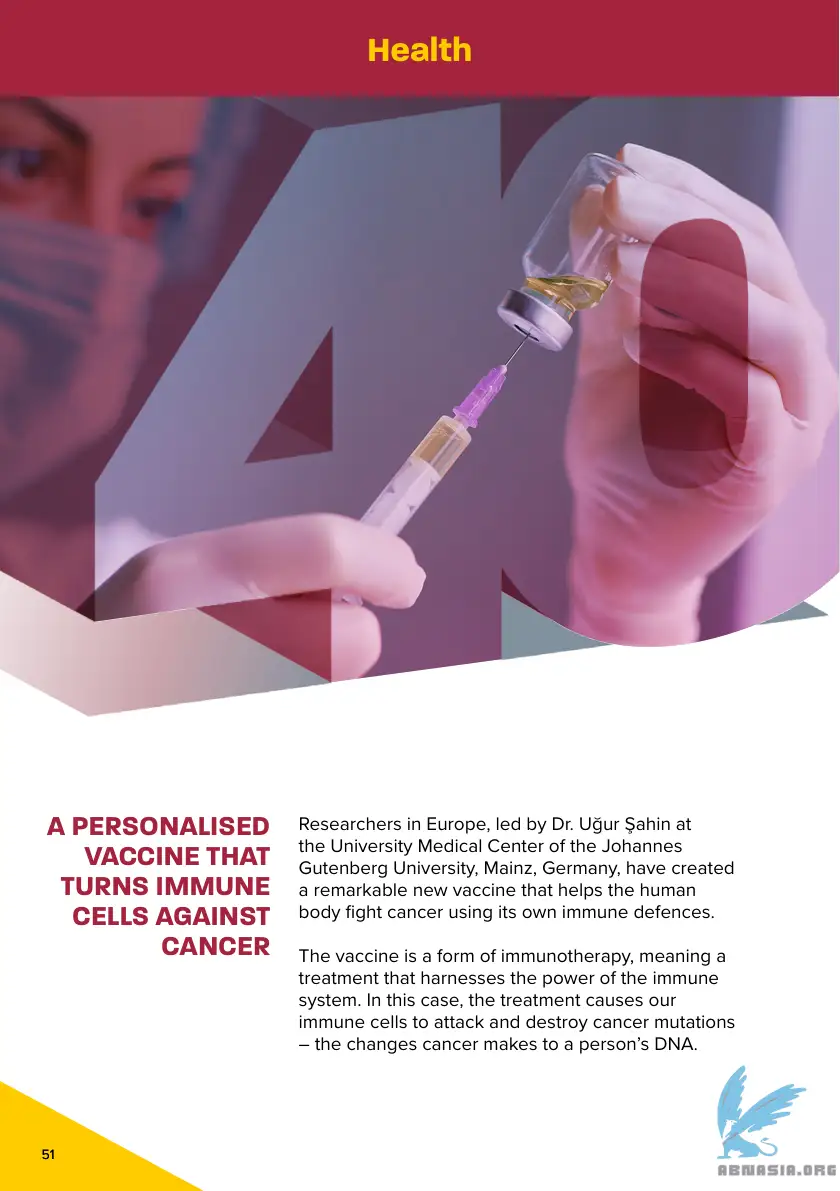 Health
40
A PERSONALISED
VACCINE THAT
TURNS IMMUNE
CELLS AGAINST
CANCER
Researchers in Europe, led by Dr. Uğur Şahin at
the University Medical Center of the Johannes
Gutenberg University, Mainz, Germany, have created
a remarkable new vaccine that helps the human
body fight cancer using its own immune defences.
The vaccine is a form of immunotherapy, meaning a
treatment that harnesses the power of the immune
system. In this case, the treatment causes our
immune cells to attack and destroy cancer mutations
– the changes cancer makes to a person’s DNA.
51
ABNASIA.ORG